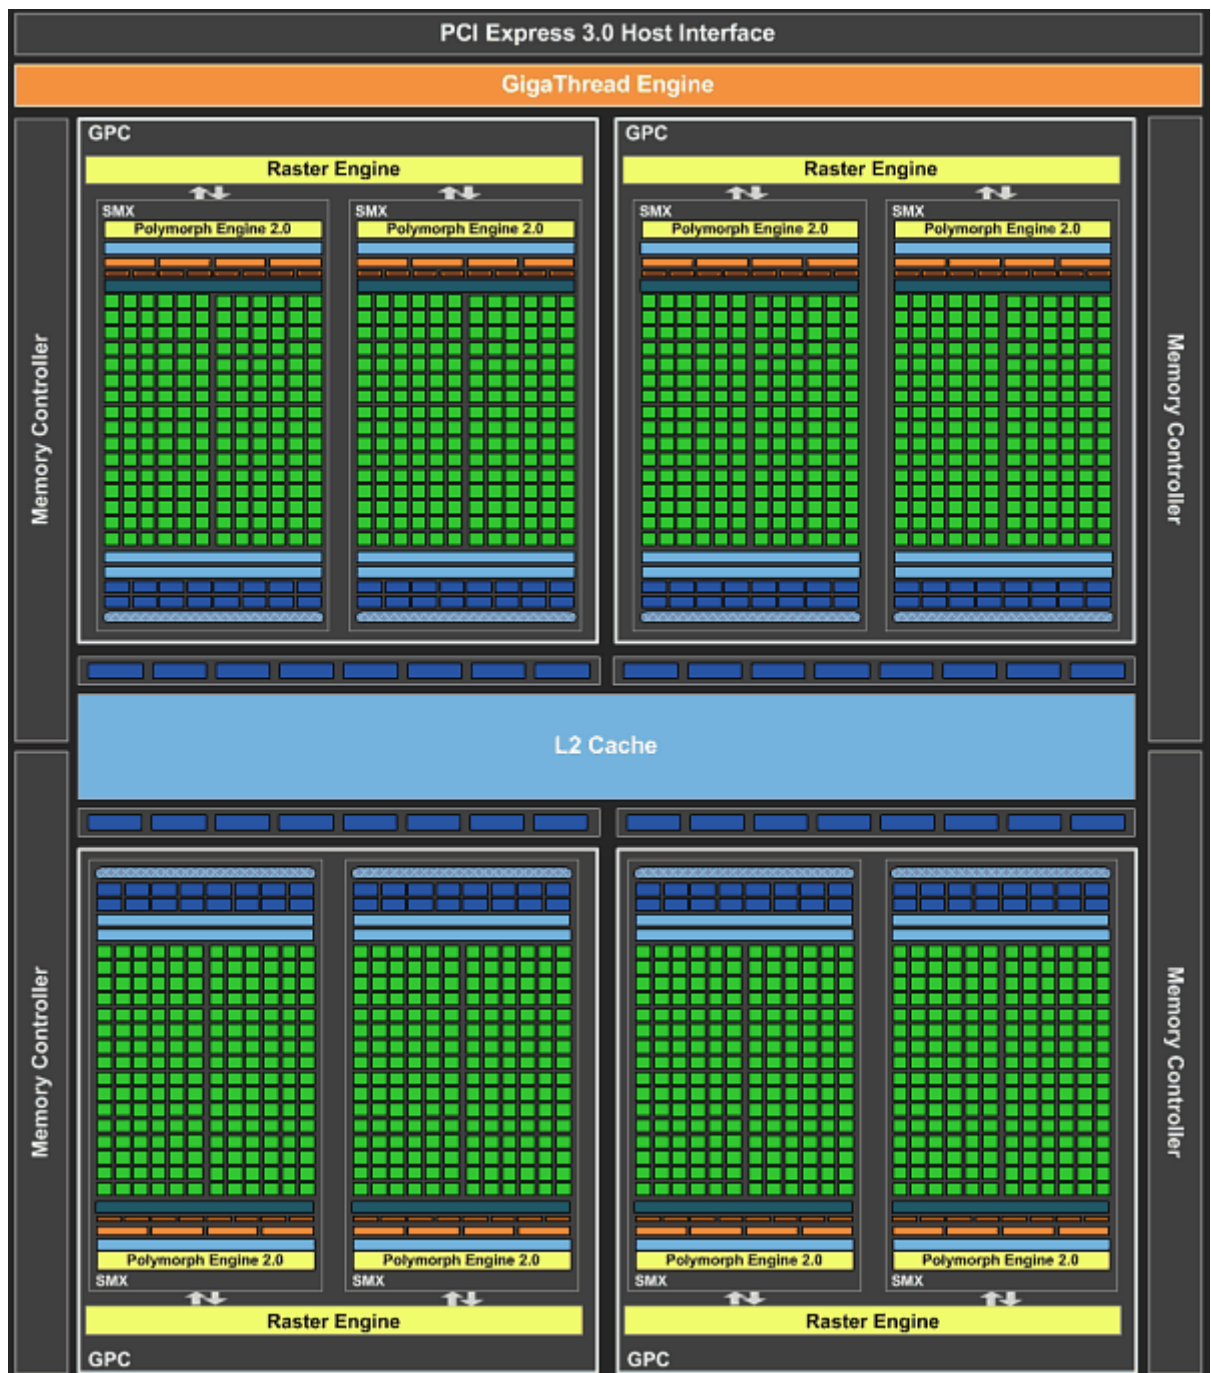 PCI Express 3.0 Host Interface
GigaThread Engine
GPC
Raster Engine
SMX
Polymorph Engine 2.0
SMX
Polymorph Engine 2.0
GPC
Raster Engine
SMX
Polymorph Engine 2.0
SMX
Polymorph Engine 2.0
Memory Controller
Memory Controller
L2 Cache
Memory Controller
Memory Controller
Polymorph Engine 2.0
SMX
Polymorph Engine 2.0
SMX
Raster Engine
GPC
Polymorph Engine 2.0
SMX
Polymorph Engine 2.0
SMX
Raster Engine
GPC